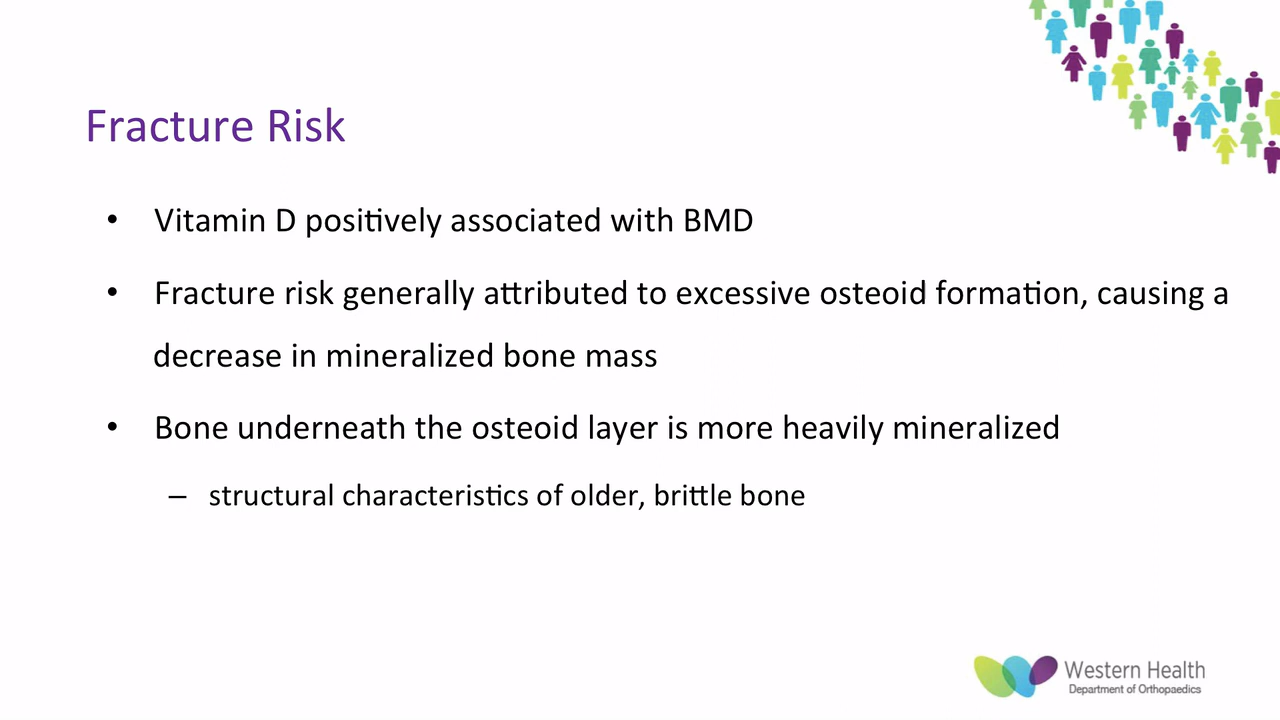 Fracture Risk
• Vitamin D positively associated with BMD
• Fracture risk generally attributed to excessive osteoid formation, causing a
decrease in mineralized bone mass
• Bone underneath the osteoid layer is more heavily mineralized
– structural characteristics of older, brittle bone
Western Health
Department of Orthopaedics